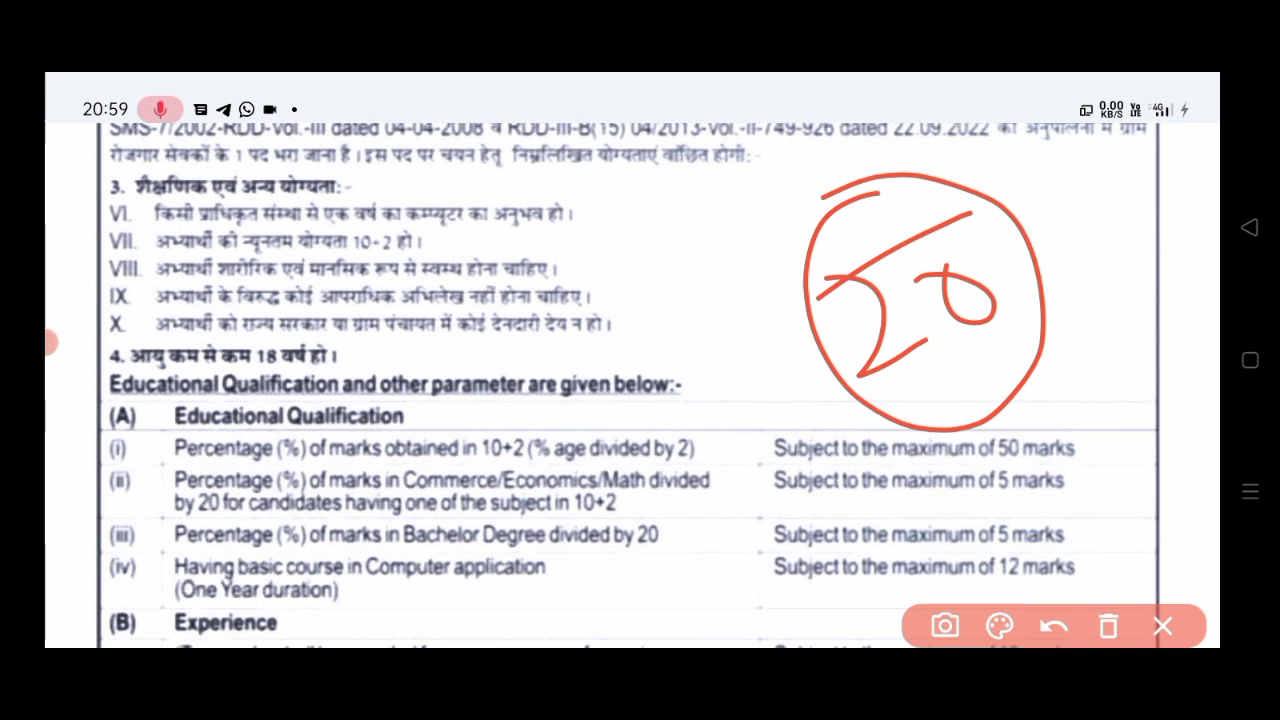 20:59
0.00 KB/S Vo LTE 4G
SMS-7/2002-RDD-Vol.-III dated 04-04-2008 व RDD-III-B(15) 04/2013-Vol.-II-749-926 dated 22.09.2022 की अनुपालना में ग्राम
रोजगार सेवकों के 1 पद भरा जाना है। इस पद पर चयन हेतू निम्नलिखित योग्यताएं वांछित होंगी:-
3. शैक्षणिक एवं अन्य योग्यता:-
VI. किसी प्राधिकृत संस्था से एक वर्ष का कम्प्यूटर का अनुभव हो।
VII. अभ्यार्थी की न्यूनतम योग्यता 10+2 हो।
VIII. अभ्यार्थी शारीरिक एवं मानसिक रूप से स्वस्थ होना चाहिए।
IX. अभ्यार्थी के विरूद्ध कोई आपराधिक अभिलेख नहीं होना चाहिए।
X. अभ्यार्थी को राज्य सरकार या ग्राम पंचायत में कोई देनदारी देय न हो।
4. आयु कम से कम 18 वर्ष हो।
Educational Qualification and other parameter are given below:-
(A) Educational Qualification
(i) Percentage (%) of marks obtained in 10+2 (% age divided by 2) Subject to the maximum of 50 marks
(ii) Percentage (%) of marks in Commerce/Economics/Math divided Subject to the maximum of 5 marks
by 20 for candidates having one of the subject in 10+2
(iii) Percentage (%) of marks in Bachelor Degree divided by 20 Subject to the maximum of 5 marks
(iv) Having basic course in Computer application Subject to the maximum of 12 marks
(One Year duration)
(B) Experience
20